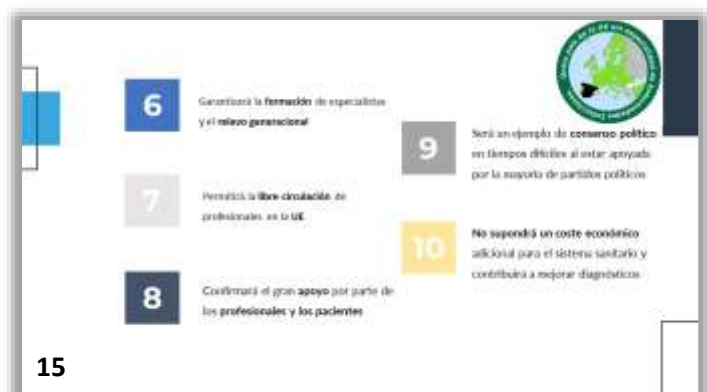 6
Garantizará la formación de especialistas
y el relevo generacional
7
Permitirá la libre circulación de
profesionales en la UE
8
Confirmará el gran apoyo por parte de
los profesionales y los pacientes
9
Será un ejemplo de consenso político
en tiempos difíciles al estar apoyada
por la mayoría de partidos políticos
10
No supondrá un coste económico
adicional para el sistema sanitario y
contribuirá a mejorar diagnósticos
15